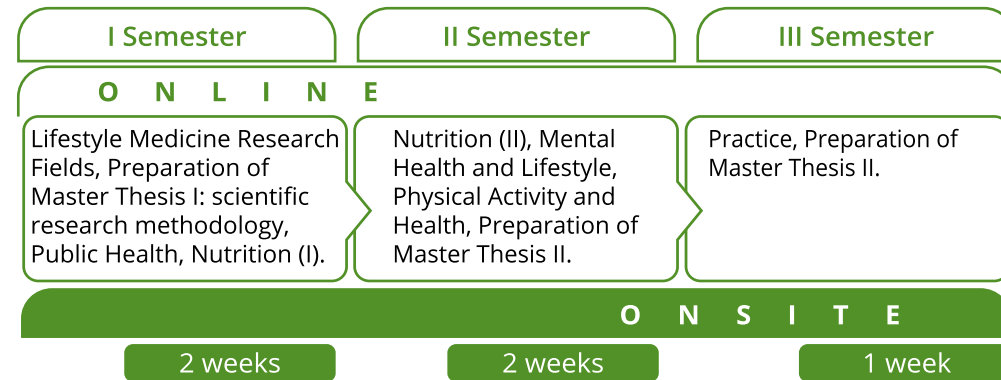 I Semester
II Semester
III Semester
O N L I N E
Lifestyle Medicine Research
Fields, Preparation of
Master Thesis I: scientific
research methodology,
Public Health, Nutrition (I).
Nutrition (II), Mental
Health and Lifestyle,
Physical Activity and
Health, Preparation of
Master Thesis II.
Practice, Preparation of
Master Thesis II.
O N S I T E
2 weeks
2 weeks
1 week